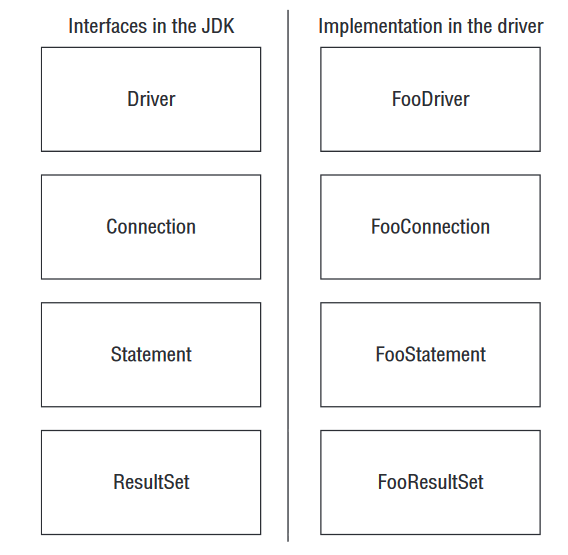 Interfaces in the JDK
Implementation in the driver
Driver
FooDriver
Connection
FooConnection
Statement
FooStatement
ResultSet
FooResultSet